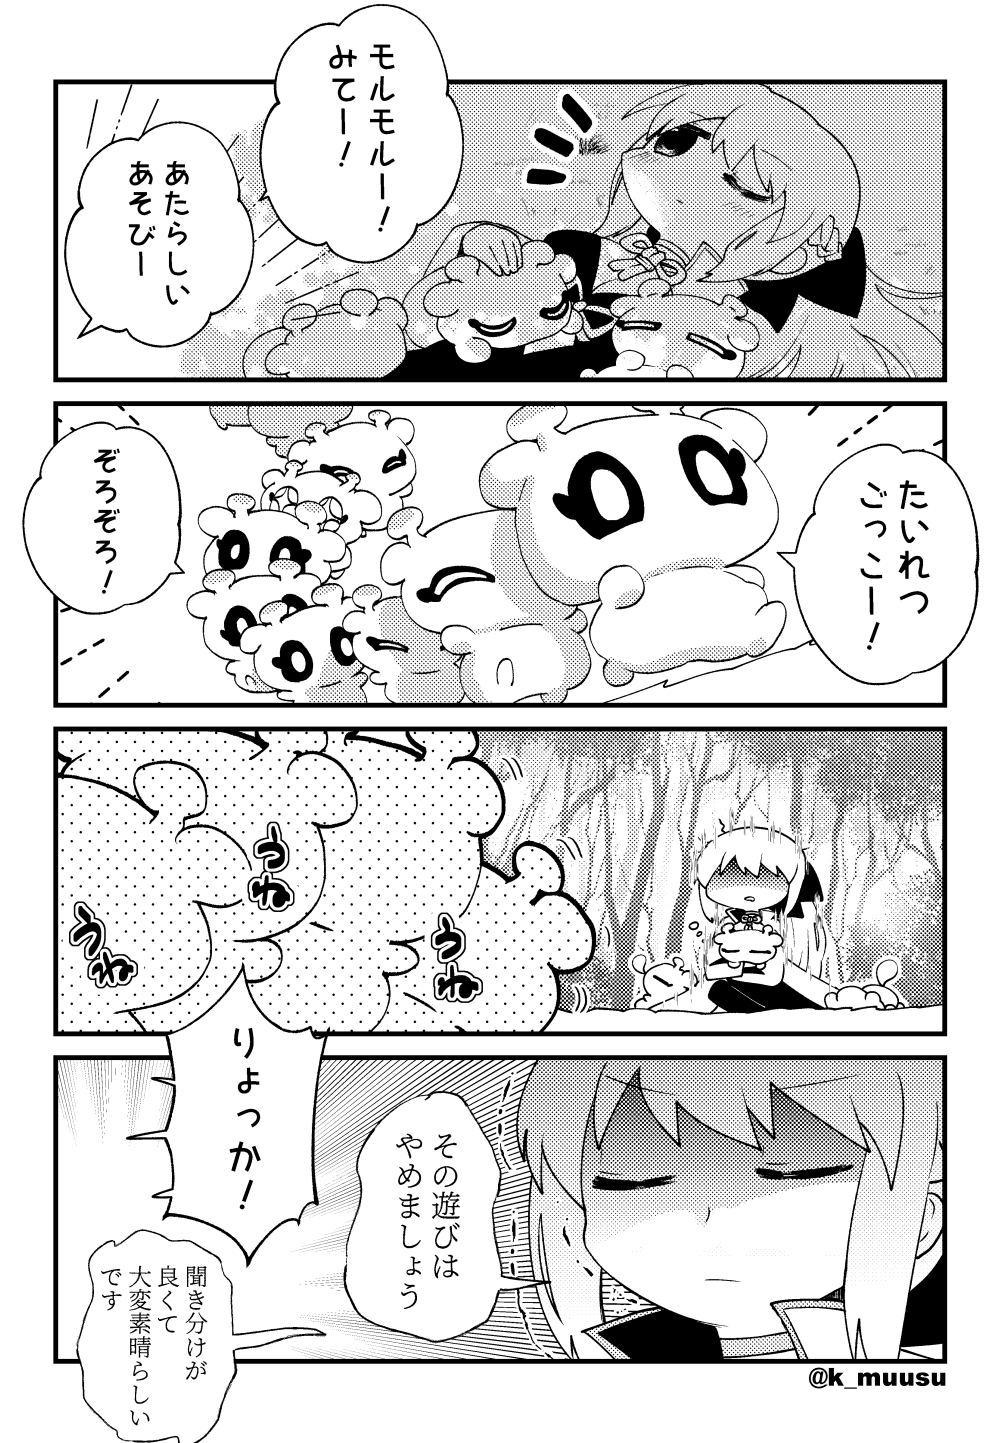 モルモルー！
みてー！
あたらしい
あそびー
たいれつ
ごっこー！
ぞろぞろ！
うね
うね
うね
りょっか！
その遊びは
やめましょう
聞き分けが
良くて
大変素晴らしい
です
@k_muusu